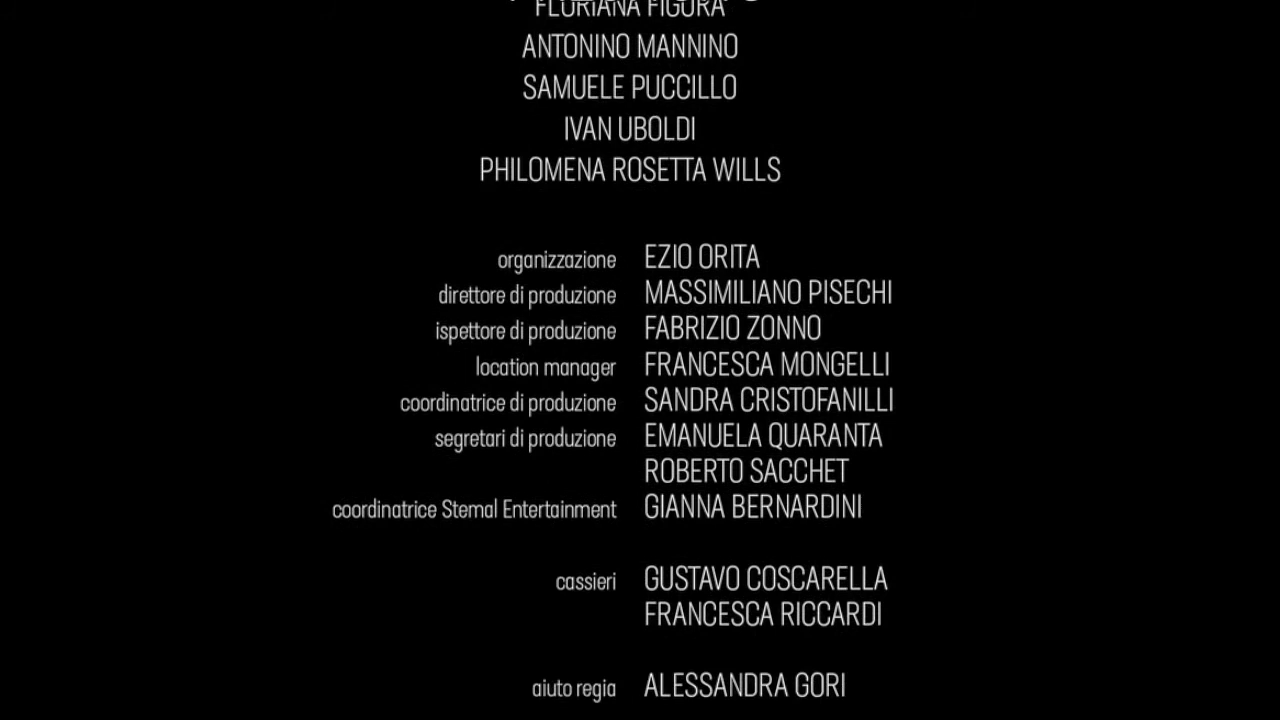 FLORIANA FIGURA
ANTONINO MANNINO
SAMUELE PUCCILLO
IVAN UBOLDI
PHILOMENA ROSETTA WILLS
organizzazione EZIO ORITA
direttore di produzione MASSIMILIANO PISECHI
ispettore di produzione FABRIZIO ZONNO
location manager FRANCESCA MONGELLI
coordinatrice di produzione SANDRA CRISTOFANILLI
segretari di produzione EMANUELA QUARANTA
ROBERTO SACCHET
coordinatrice Stemal Entertainment GIANNA BERNARDINI
cassieri GUSTAVO COSCARELLA
FRANCESCA RICCARDI
aiuto regia ALESSANDRA GORI